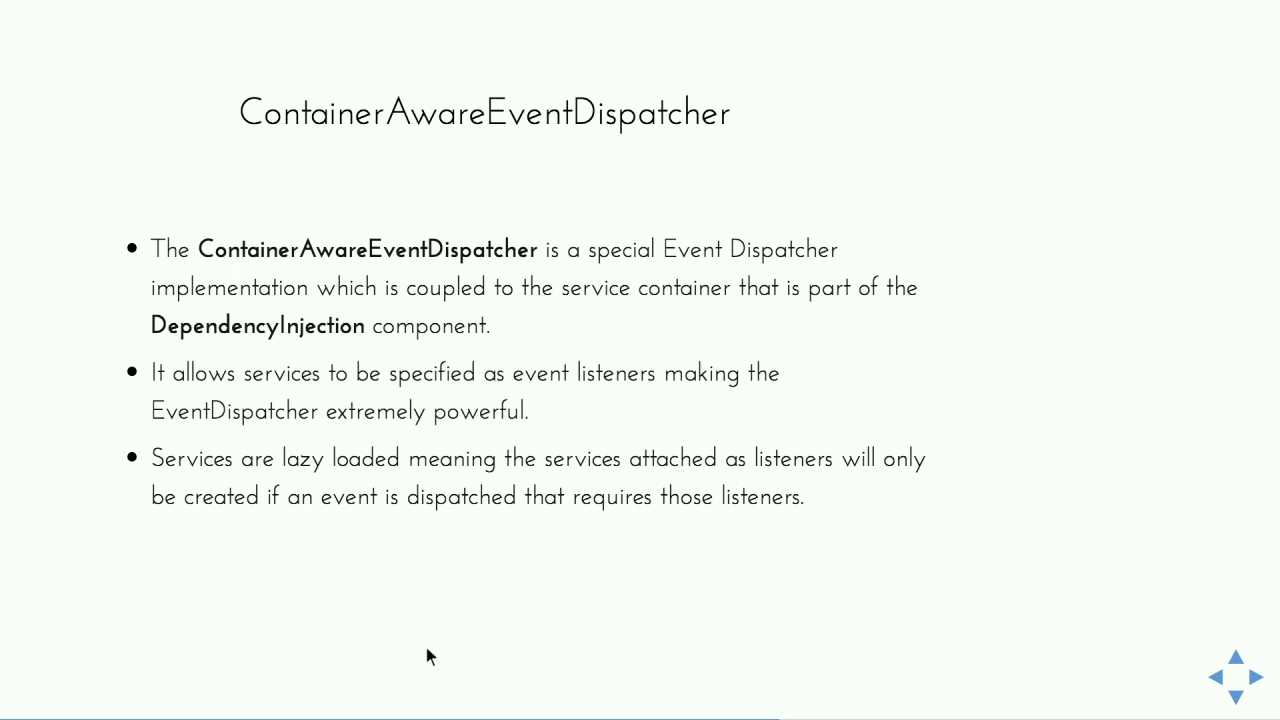 ContainerAwareEventDispatcher
• The ContainerAwareEventDispatcher is a special Event Dispatcher
implementation which is coupled to the service container that is part of the
DependencyInjection component.
• It allows services to be specified as event listeners making the
EventDispatcher extremely powerful.
• Services are lazy loaded meaning the services attached as listeners will only
be created if an event is dispatched that requires those listeners.